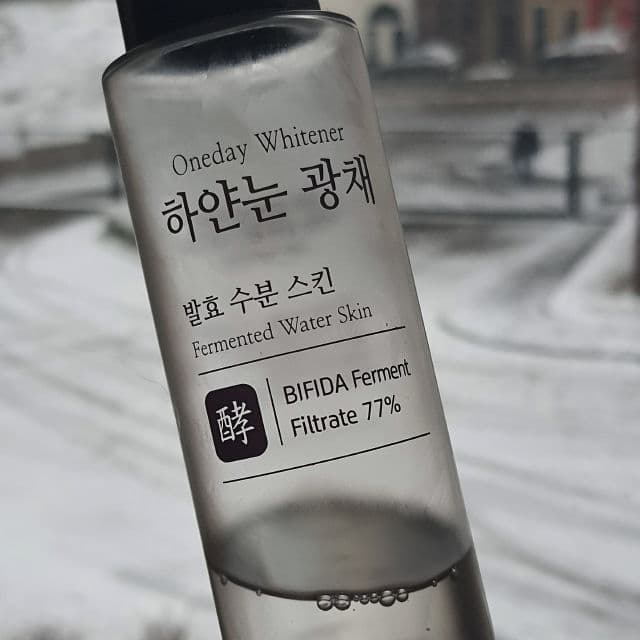 Oneday Whitener
하얀눈 광채
발효 수분 스킨
Fermented Water Skin
酵
BIFIDA Ferment
Filtrate 77%